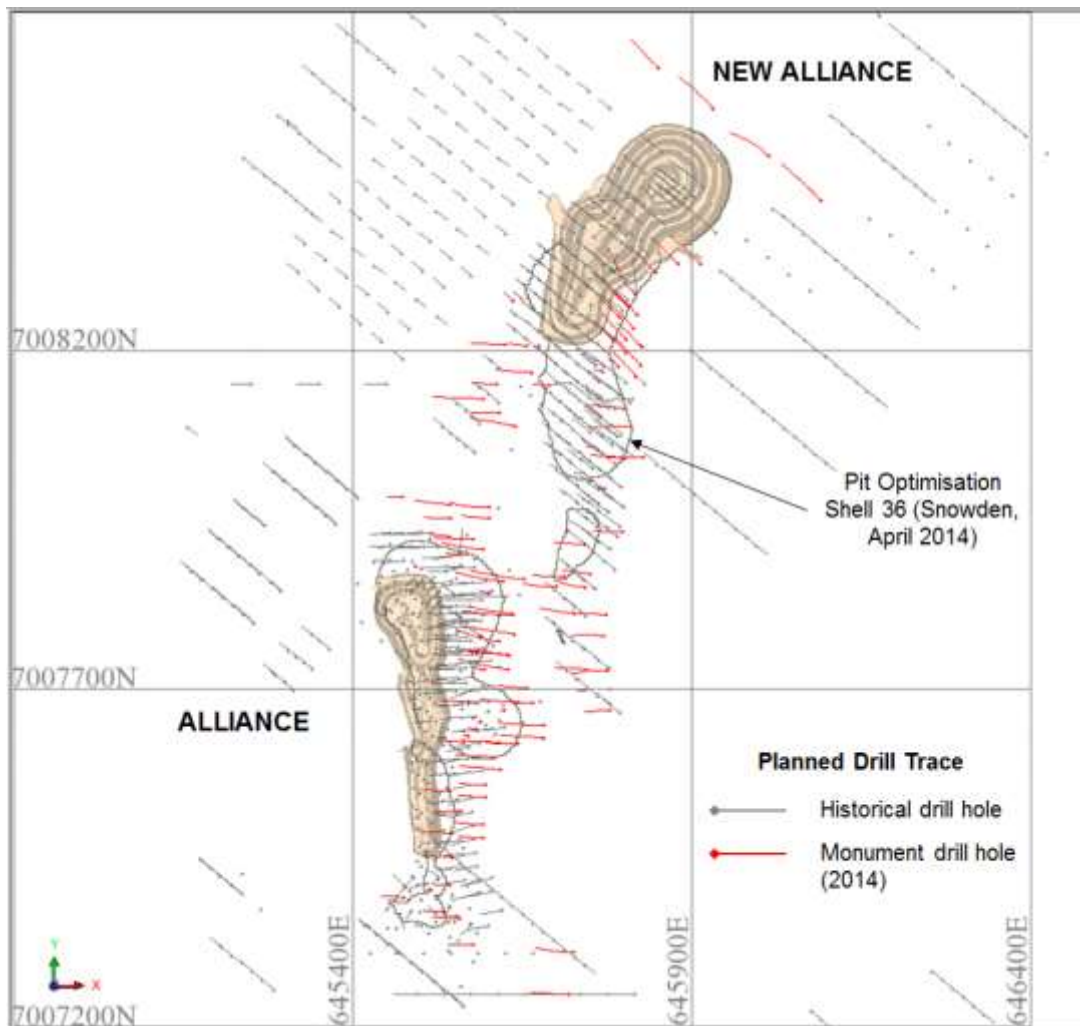 NEW ALLIANCE
7008200N
Pit Optimisation
Shell 36 (Snowden,
April 2014)
7007700N
ALLIANCE
Planned Drill Trace
Historical drill hole
Monument drill hole
(2014)
645400E
645900E
646400E
Y
X
7007200N